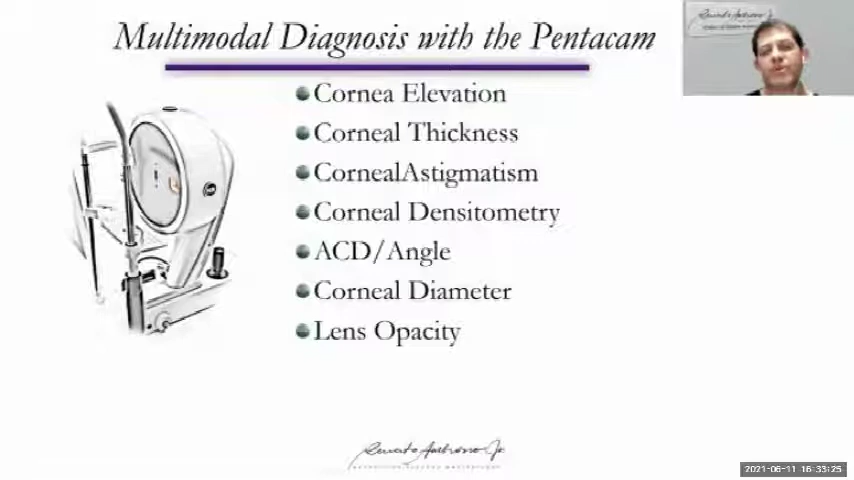 Multimodal Diagnosis with the Pentacam
Cornea Elevation
Corneal Thickness
CornealAstigmatism
Corneal Densitometry
ACD/Angle
Corneal Diameter
Lens Opacity
2021-06-11 16:33:25